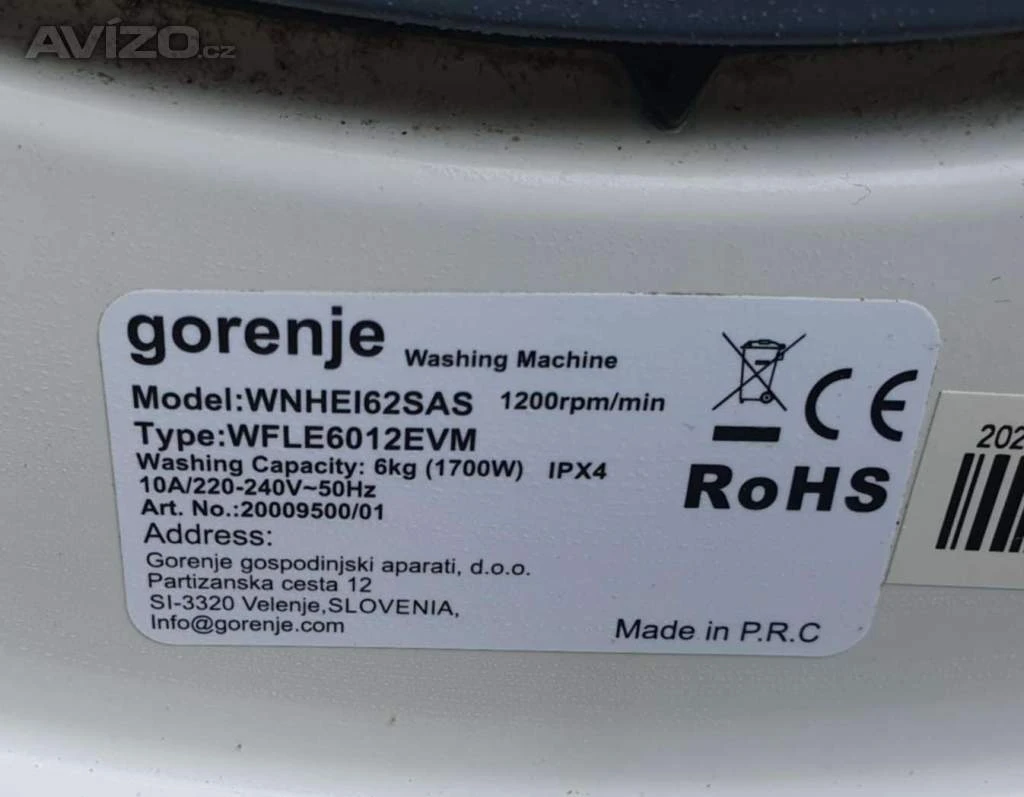 AVÍZO.cz
gorenje Washing Machine
Model:WNHEI62SAS 1200rpm/min
Type:WFLE6012EVM
Washing Capacity: 6kg (1700W) IPX4
10A/220-240V~50Hz
Art. No.:20009500/01
Address:
Gorenje gospodinjski aparati, d.o.o.
Partizanska cesta 12
SI-3320 Velenje,SLOVENIA,
Info@gorenje.com
CE
RoHS
Made in P.R.C
202